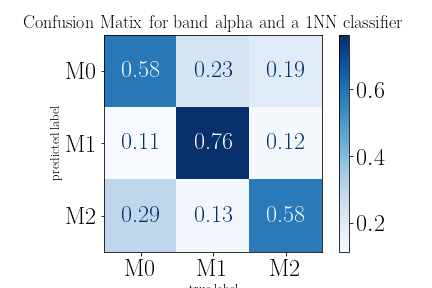 Confusion Matix for band alpha and a 1NN classifier
M0 0.58 0.23 0.19
M1 0.11 0.76 0.12
M2 0.29 0.13 0.58
M0 M1 M2
predicted label
true label
0.6
0.4
0.2